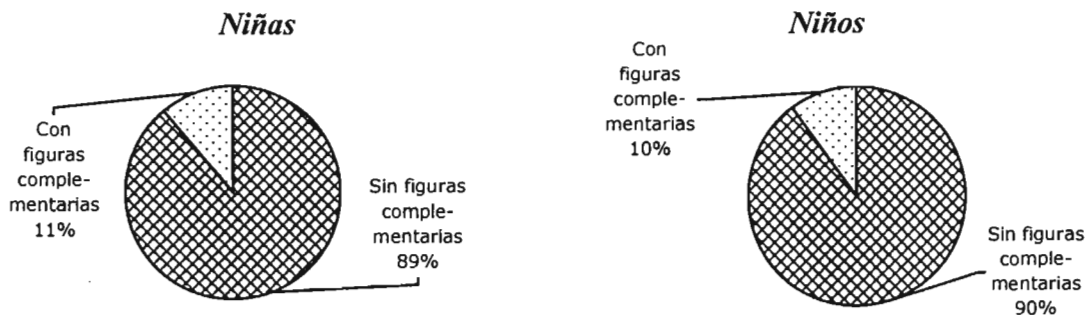 Niñas
Con
figuras
comple-
mentarias
11%
Sin figuras
comple-
mentarias
89%
Niños
Con
figuras
comple-
mentarias
10%
Sin figuras
comple-
mentarias
90%